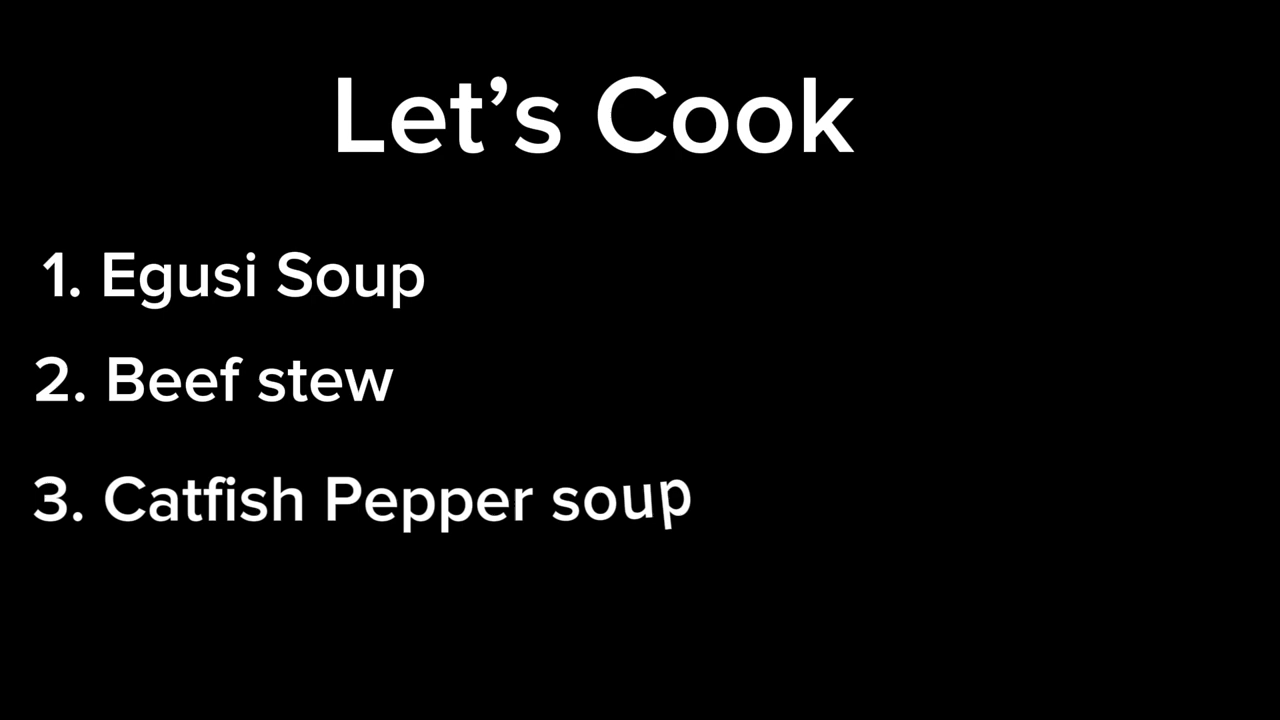 Let’s Cook
1. Egusi Soup
2. Beef stew
3. Catfish Pepper soup